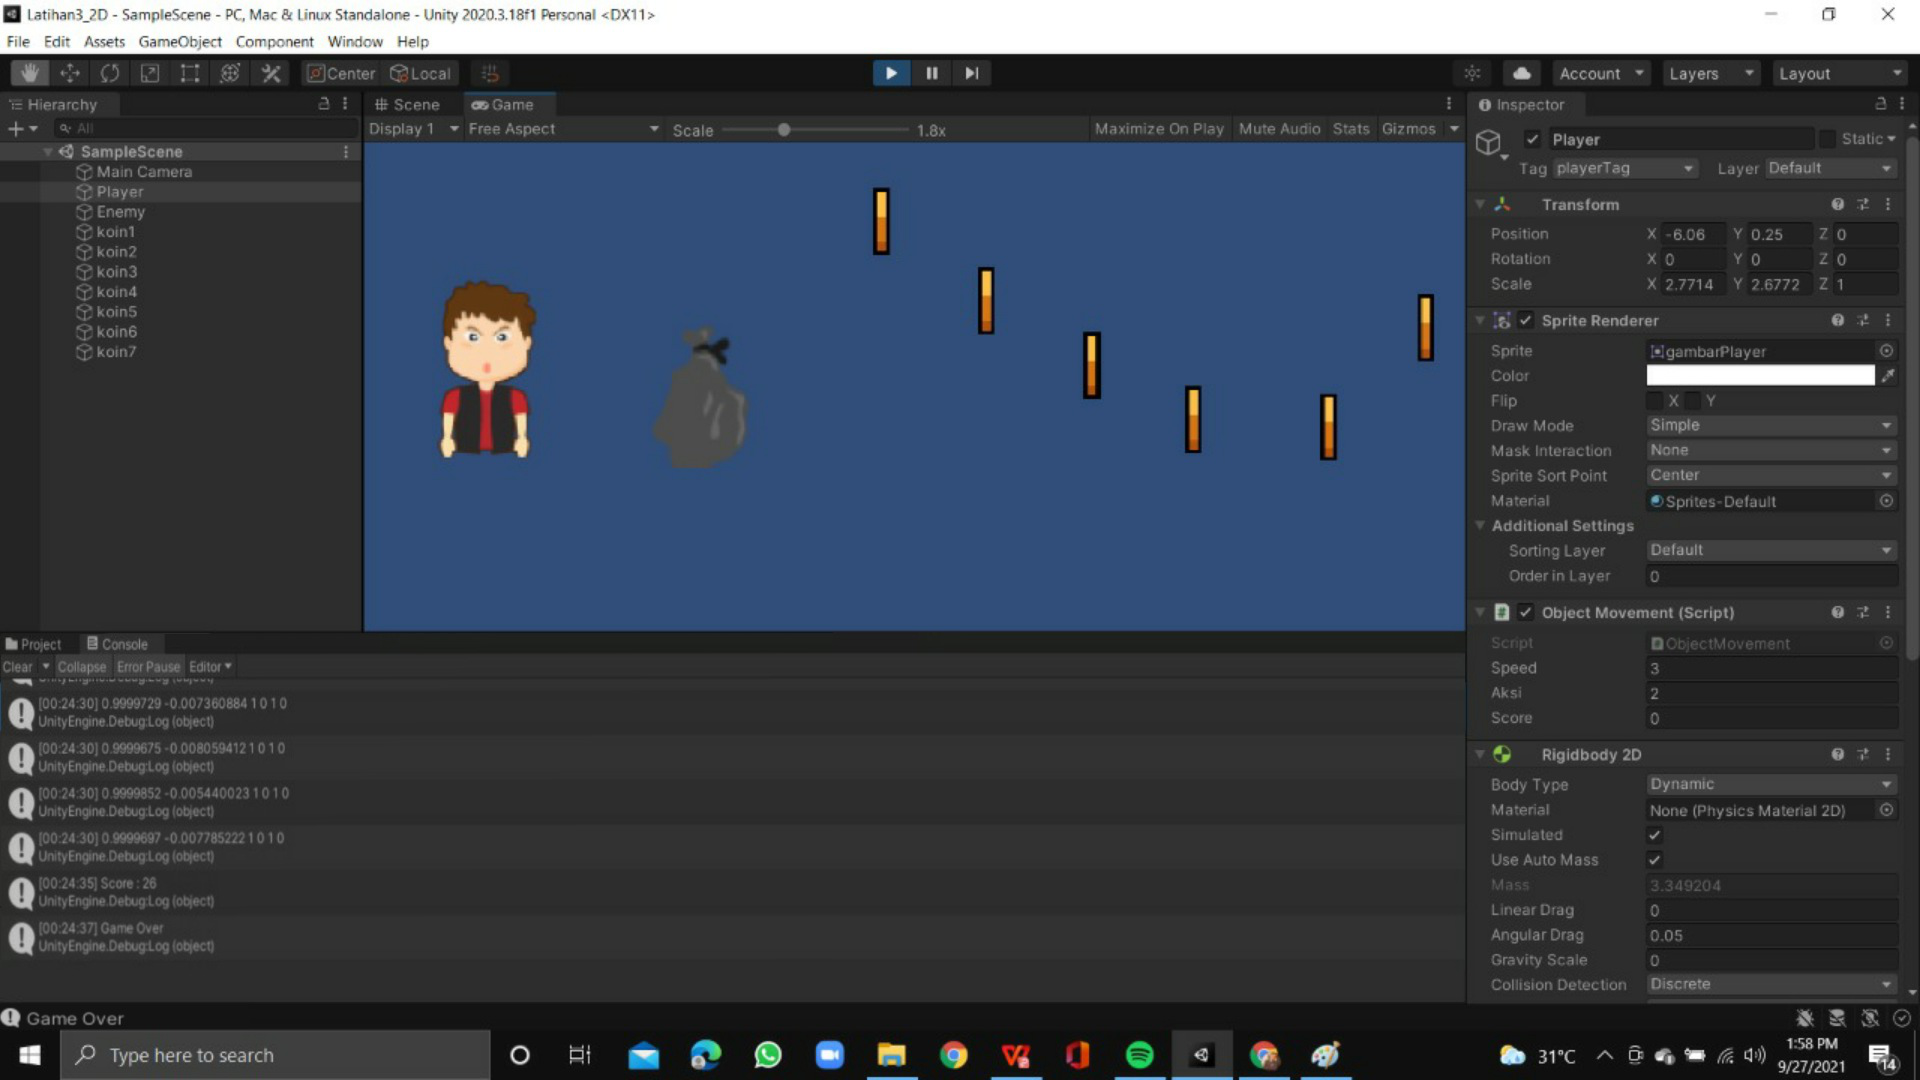 Latihan3_2D - SampleScene - PC, Mac & Linux Standalone - Unity 2020.3.18f1 Personal <DX11>
File Edit Assets GameObject Component Window Help
Center Local Account Layers Layout
Hierarchy
All
SampleScene
Main Camera
Player
Enemy
koin1
koin2
koin3
koin4
koin5
koin6
koin7
Scene Game
Display 1 Free Aspect Scale 1.8x Maximize On Play Mute Audio Stats Gizmos
Inspector
Player Static
Tag playerTag Layer Default
Transform
Position X -6.06 Y 0.25 Z 0
Rotation X 0 Y 0 Z 0
Scale X 2.7714 Y 2.6772 Z 1
Sprite Renderer
Sprite gambarPlayer
Color
Flip X Y
Draw Mode Simple
Mask Interaction None
Sprite Sort Point Center
Material Sprites-Default
Additional Settings
Sorting Layer Default
Order in Layer 0
Object Movement (Script)
Script ObjectMovement
Speed 3
Aksi 2
Score 0
Rigidbody 2D
Body Type Dynamic
Material None (Physics Material 2D)
Simulated
Use Auto Mass
Mass 3.349204
Linear Drag 0
Angular Drag 0.05
Gravity Scale 0
Collision Detection Discrete
Project Console
Clear Collapse Error Pause Editor
UnityEngine.Debug:Log (object)
[00:24:30] 0.9999729 -0.007360884 1 0 1 0
UnityEngine.Debug:Log (object)
[00:24:30] 0.9999675 -0.008059412 1 0 1 0
UnityEngine.Debug:Log (object)
[00:24:30] 0.9999852 -0.005440023 1 0 1 0
UnityEngine.Debug:Log (object)
[00:24:30] 0.9999697 -0.007785222 1 0 1 0
UnityEngine.Debug:Log (object)
[00:24:35] Score : 26
UnityEngine.Debug:Log (object)
[00:24:37] Game Over
UnityEngine.Debug:Log (object)
Game Over
Type here to search
31°C
1:58 PM
9/27/2021
14